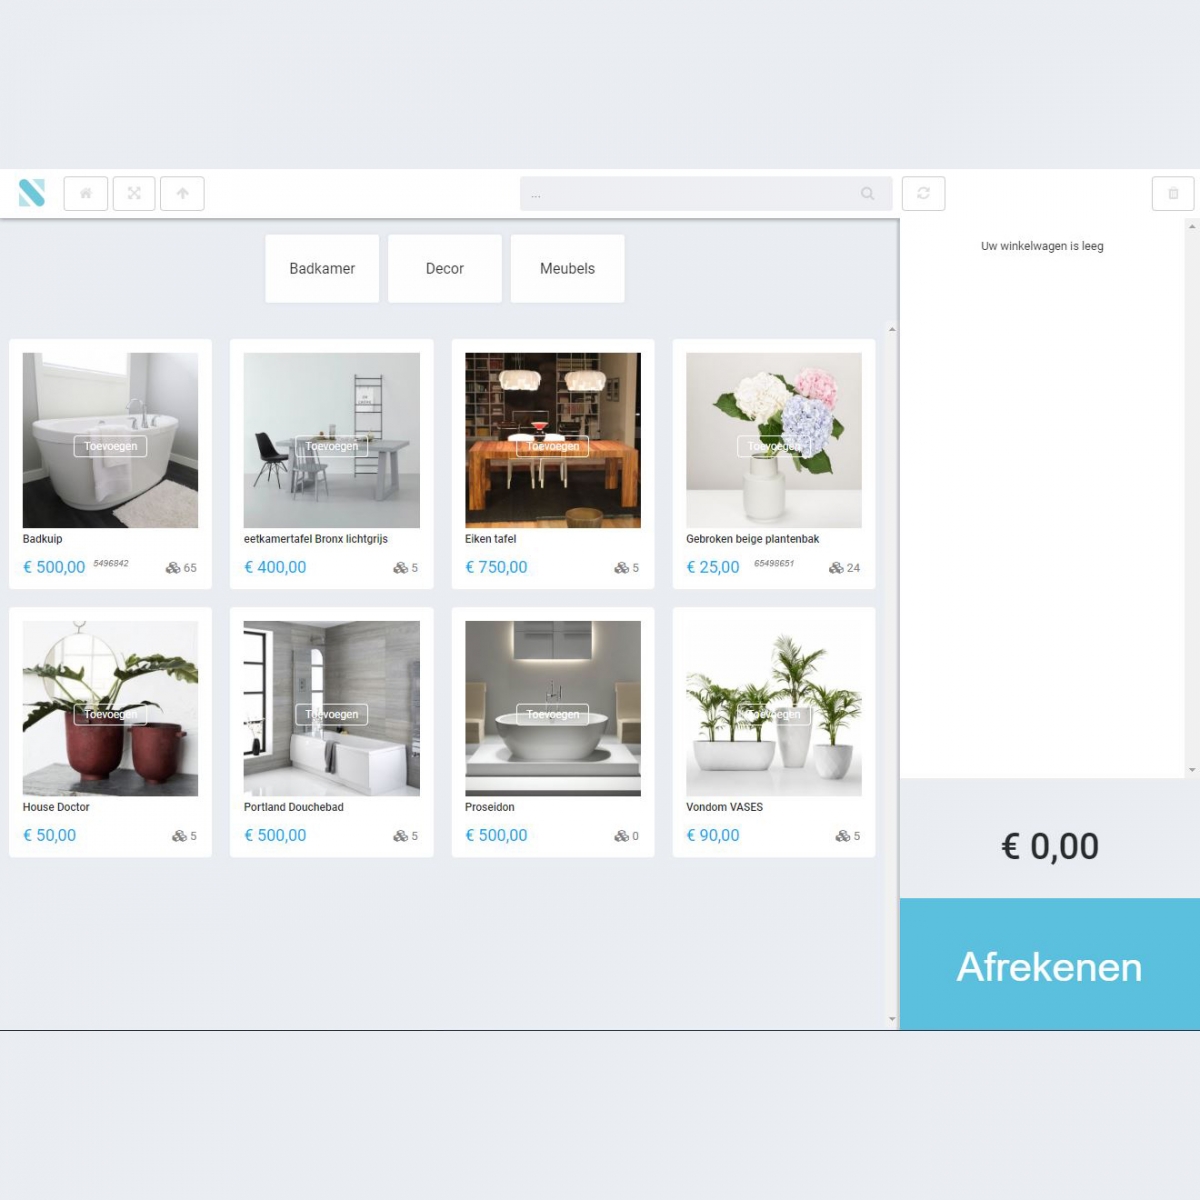 ...
Uw winkelwagen is leeg
Badkamer
Decor
Meubels
Toevoegen
Toevoegen
Toevoegen
Toevoegen
Badkuip
eetkamertafel Bronx lichtgrijs
Eiken tafel
Gebroken beige plantenbak
€ 500,00 5496842 65
€ 400,00 5
€ 750,00 5
€ 25,00 65498651 24
Toevoegen
Toevoegen
Toevoegen
Toevoegen
House Doctor
Portland Douchebad
Proseidon
Vondom VASES
€ 50,00 5
€ 500,00 5
€ 500,00 0
€ 90,00 5
€ 0,00
Afrekenen